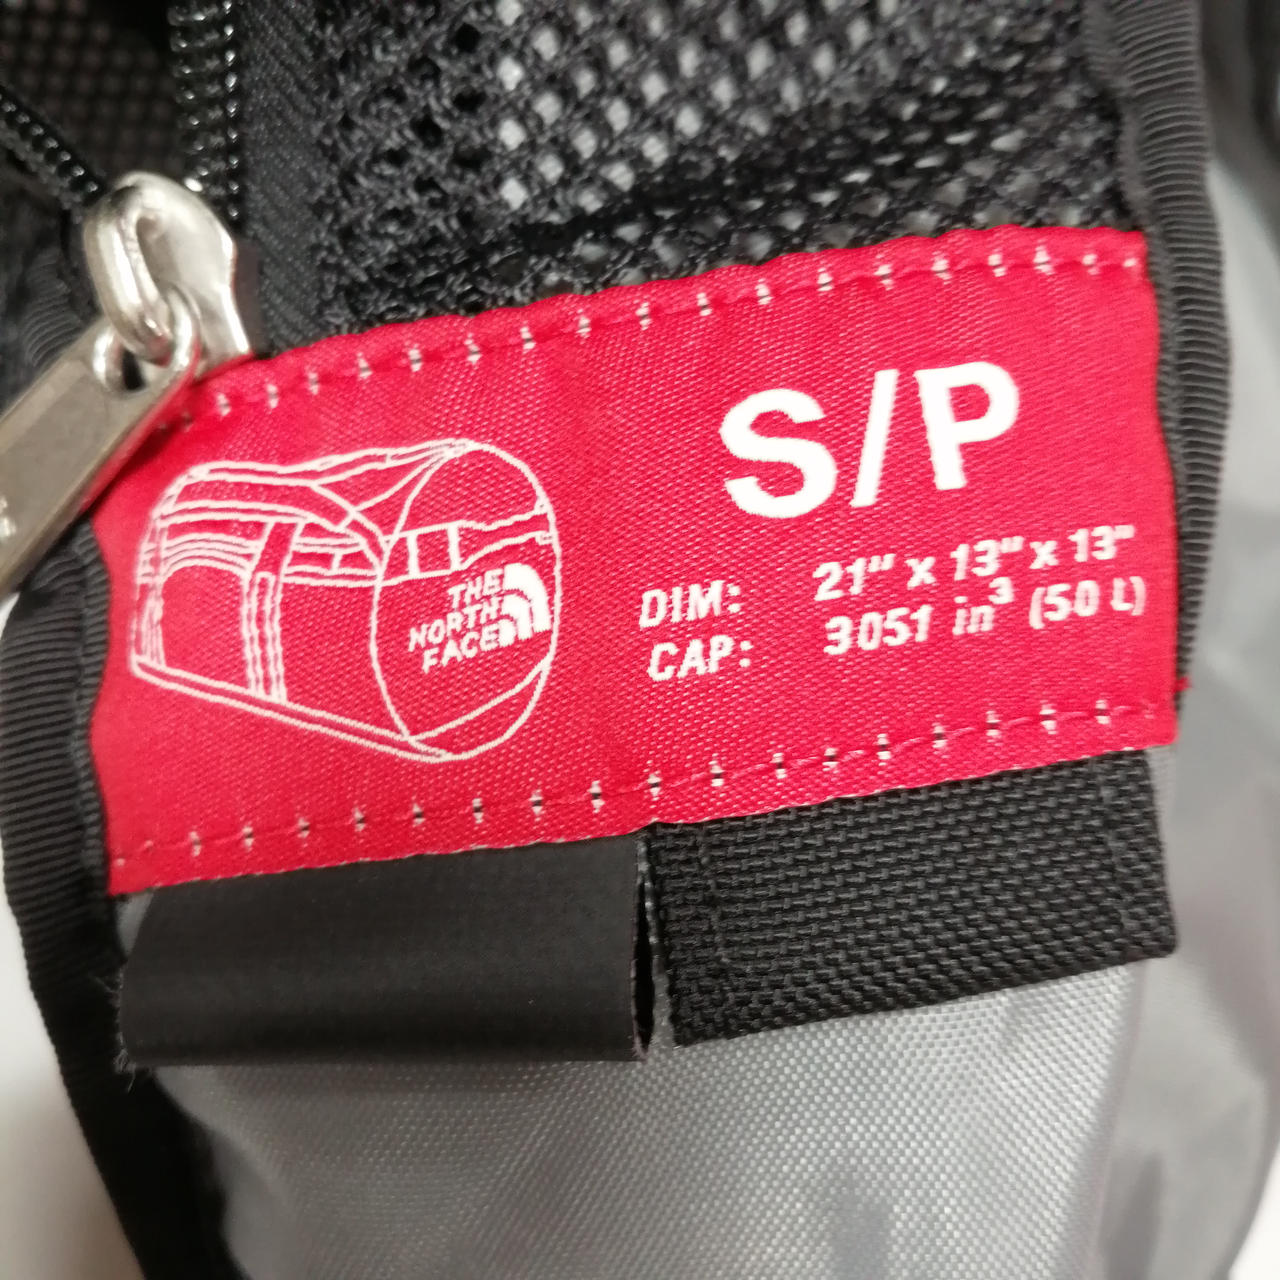 S/P
DIM: 21" x 13" x 13"
CAP: 3051 in³ (50 L)
THE
NORTH
FACE